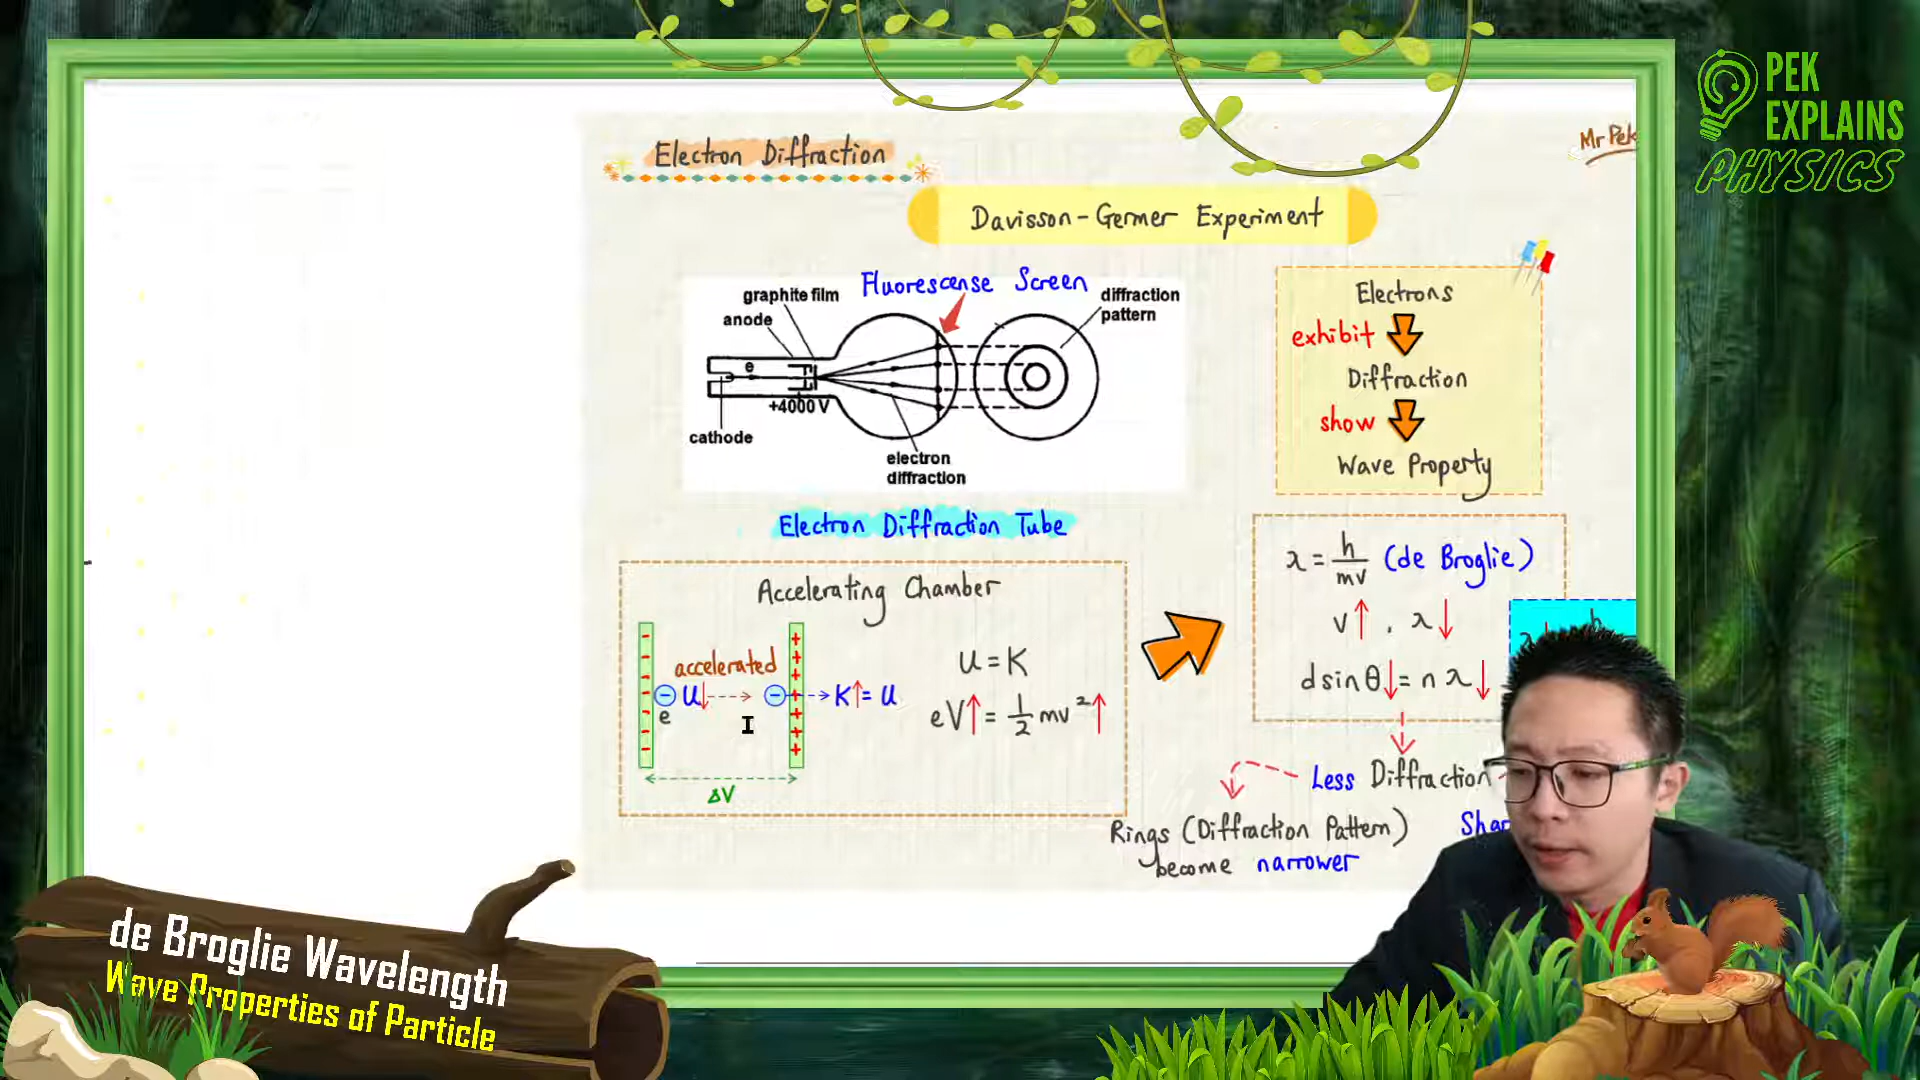 PEK
EXPLAINS
PHYSICS
Mr Pek
Electron Diffraction
Davisson-Germer Experiment
Fluorescense Screen
graphite film
anode
diffraction
pattern
e
+4000 V
cathode
electron
diffraction
Electron Diffraction Tube
Electrons
exhibit
Diffraction
show
Wave Property
Accelerating Chamber
accelerated
U↓
e
K↑ = U
ΔV
U = K
eV↑ = 1/2 mv²↑
λ = h/mv (de Broglie)
v↑ , λ↓
d sin θ↓ = n λ↓
Less Diffraction
Rings (Diffraction Pattern)
become narrower
de Broglie Wavelength
Wave Properties of Particle